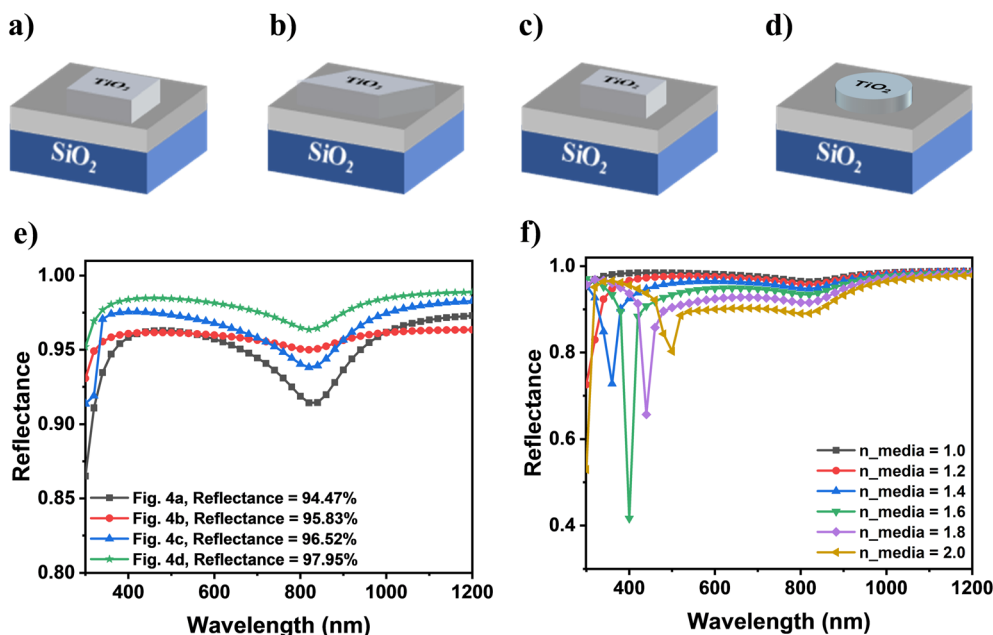 a)
b)
c)
d)
TiO₂
TiO₂
TiO₂
TiO₂
SiO₂
SiO₂
SiO₂
SiO₂
e)
1.00
0.95
0.90
0.85
0.80
Reflectance
Fig. 4a, Reflectance = 94.47%
Fig. 4b, Reflectance = 95.83%
Fig. 4c, Reflectance = 96.52%
Fig. 4d, Reflectance = 97.95%
400 600 800 1000 1200
Wavelength (nm)
f)
1.0
0.8
0.6
0.4
Reflectance
n_media = 1.0
n_media = 1.2
n_media = 1.4
n_media = 1.6
n_media = 1.8
n_media = 2.0
400 600 800 1000 1200
Wavelength (nm)